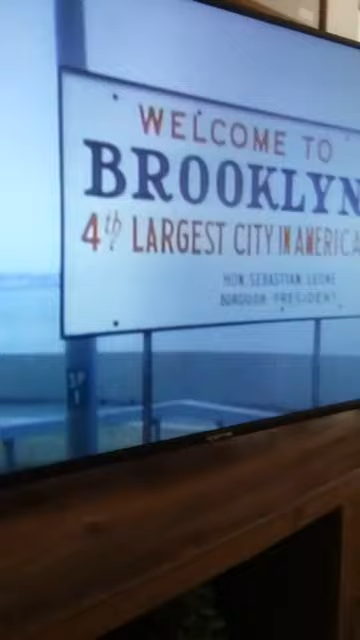 WELCOME TO
BROOKLYN
4th LARGEST CITY IN AMERICA
HON. SEBASTIAN LEONE
BOROUGH PRESIDENT